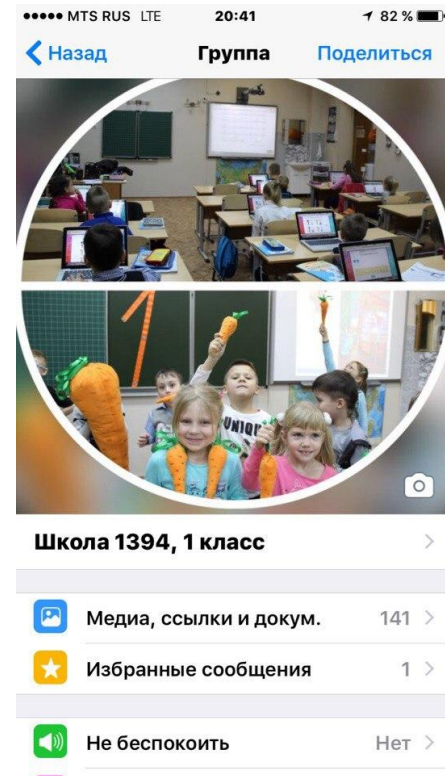 MTS RUS LTE 20:41 82 %
Назад Группа Поделиться
UNIQU
Школа 1394, 1 класс
Медиа, ссылки и докум. 141
Избранные сообщения 1
Не беспокоить Нет